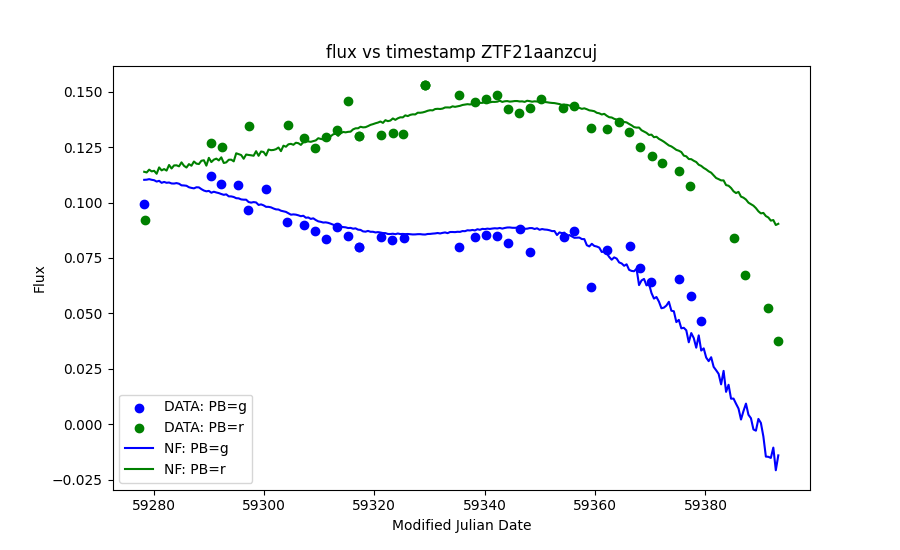 flux vs timestamp ZTF21aanzcuj
0.150
0.125
0.100
0.075
0.050
0.025
0.000
−0.025
Flux
DATA: PB=g
DATA: PB=r
NF: PB=g
NF: PB=r
59280 59300 59320 59340 59360 59380
Modified Julian Date